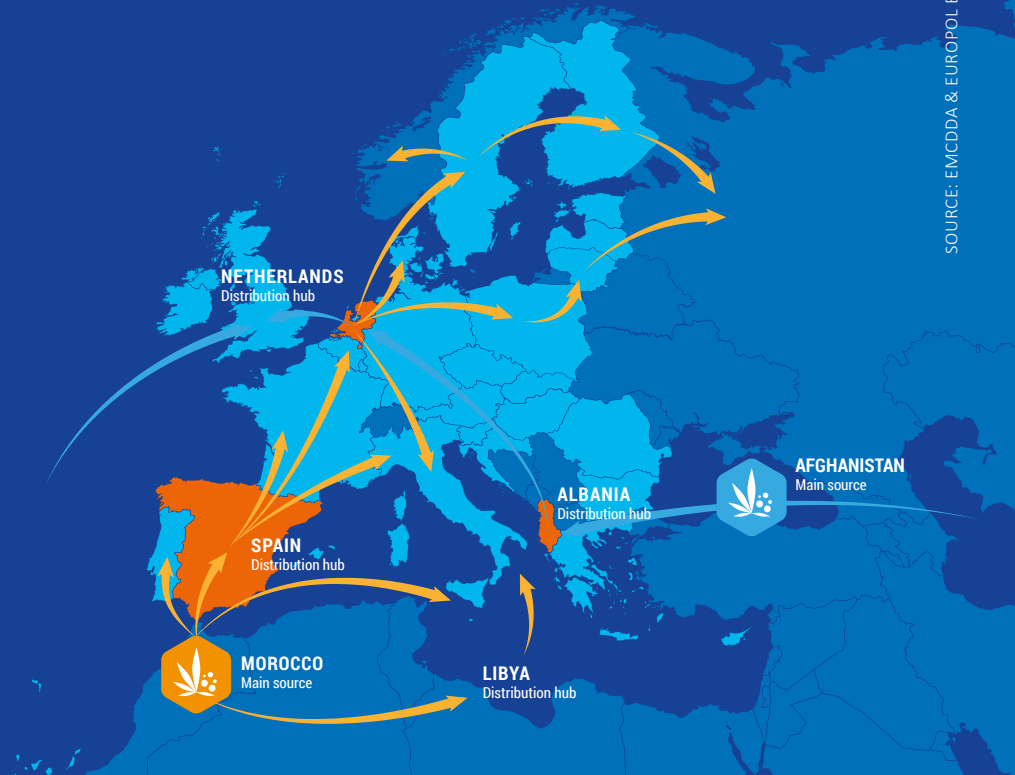 SOURCE: EMCDDA & EUROPOL
NETHERLANDS
Distribution hub
AFGHANISTAN
Main source
ALBANIA
Distribution hub
SPAIN
Distribution hub
MOROCCO
Main source
LIBYA
Distribution hub